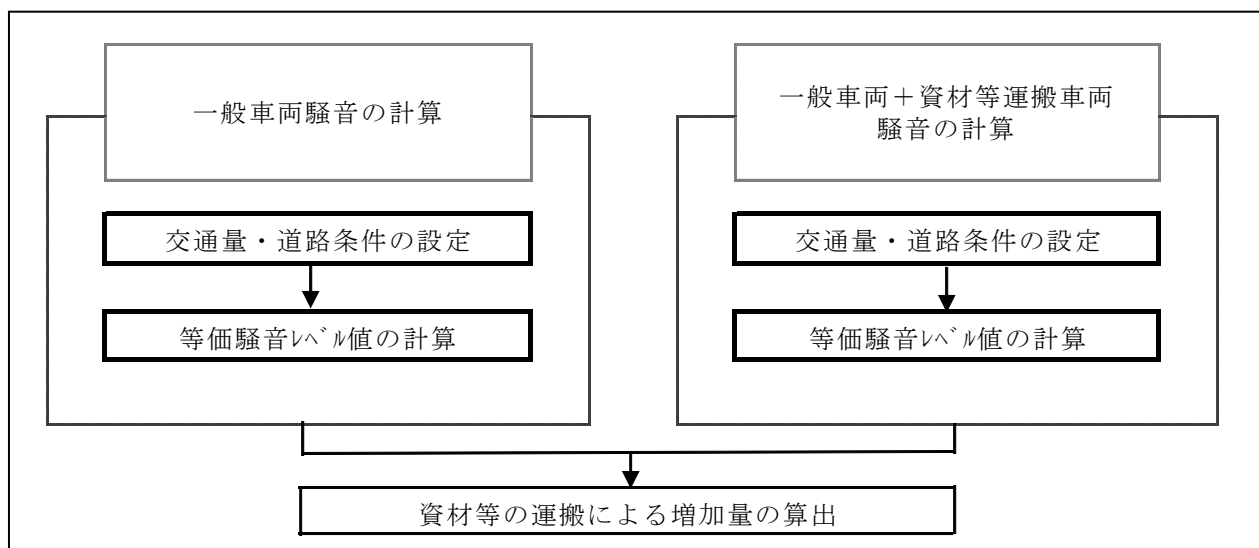 一般車両騒音の計算
交通量・道路条件の設定
等価騒音ﾚﾍﾞﾙ値の計算
一般車両＋資材等運搬車両
騒音の計算
交通量・道路条件の設定
等価騒音ﾚﾍﾞﾙ値の計算
資材等の運搬による増加量の算出